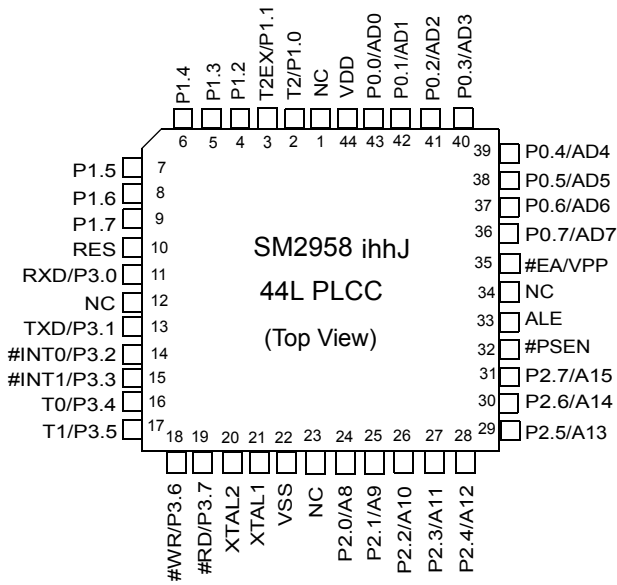 P1.4
P1.3
P1.2
T2EX/P1.1
T2/P1.0
NC
VDD
P0.0/AD0
P0.1/AD1
P0.2/AD2
P0.3/AD3
6
5
4
3
2
1
44
43
42
41
40
P1.5 7
P1.6 8
P1.7 9
RES 10
RXD/P3.0 11
NC 12
TXD/P3.1 13
#INT0/P3.2 14
#INT1/P3.3 15
T0/P3.4 16
T1/P3.5 17
SM2958 ihhJ
44L PLCC
(Top View)
39 P0.4/AD4
38 P0.5/AD5
37 P0.6/AD6
36 P0.7/AD7
35 #EA/VPP
34 NC
33 ALE
32 #PSEN
31 P2.7/A15
30 P2.6/A14
29 P2.5/A13
18
19
20
21
22
23
24
25
26
27
28
#WR/P3.6
#RD/P3.7
XTAL2
XTAL1
VSS
NC
P2.0/A8
P2.1/A9
P2.2/A10
P2.3/A11
P2.4/A12